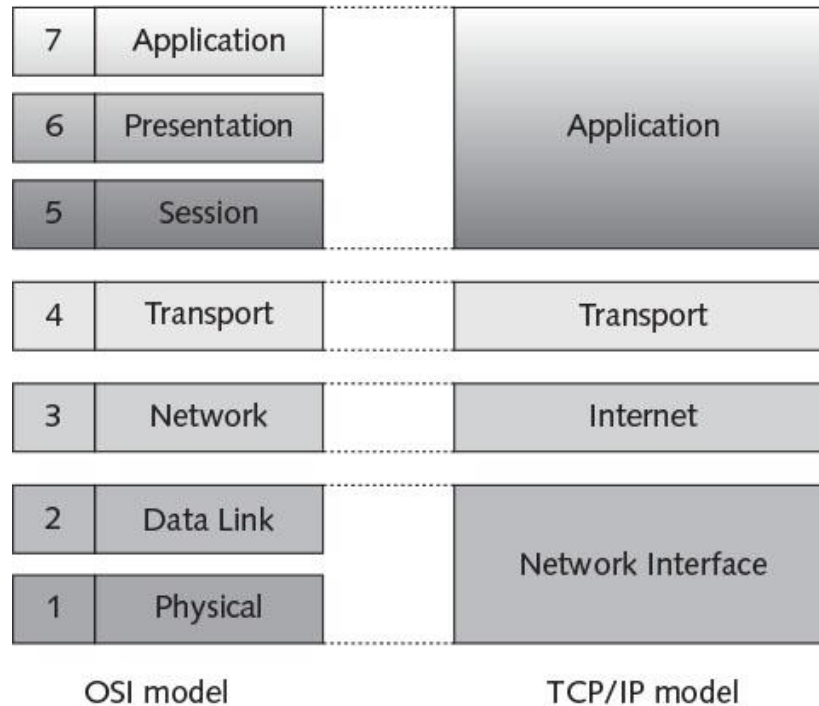 7 Application
6 Presentation
Application
5 Session
4 Transport
Transport
3 Network
Internet
2 Data Link
Network Interface
1 Physical
OSI model
TCP/IP model